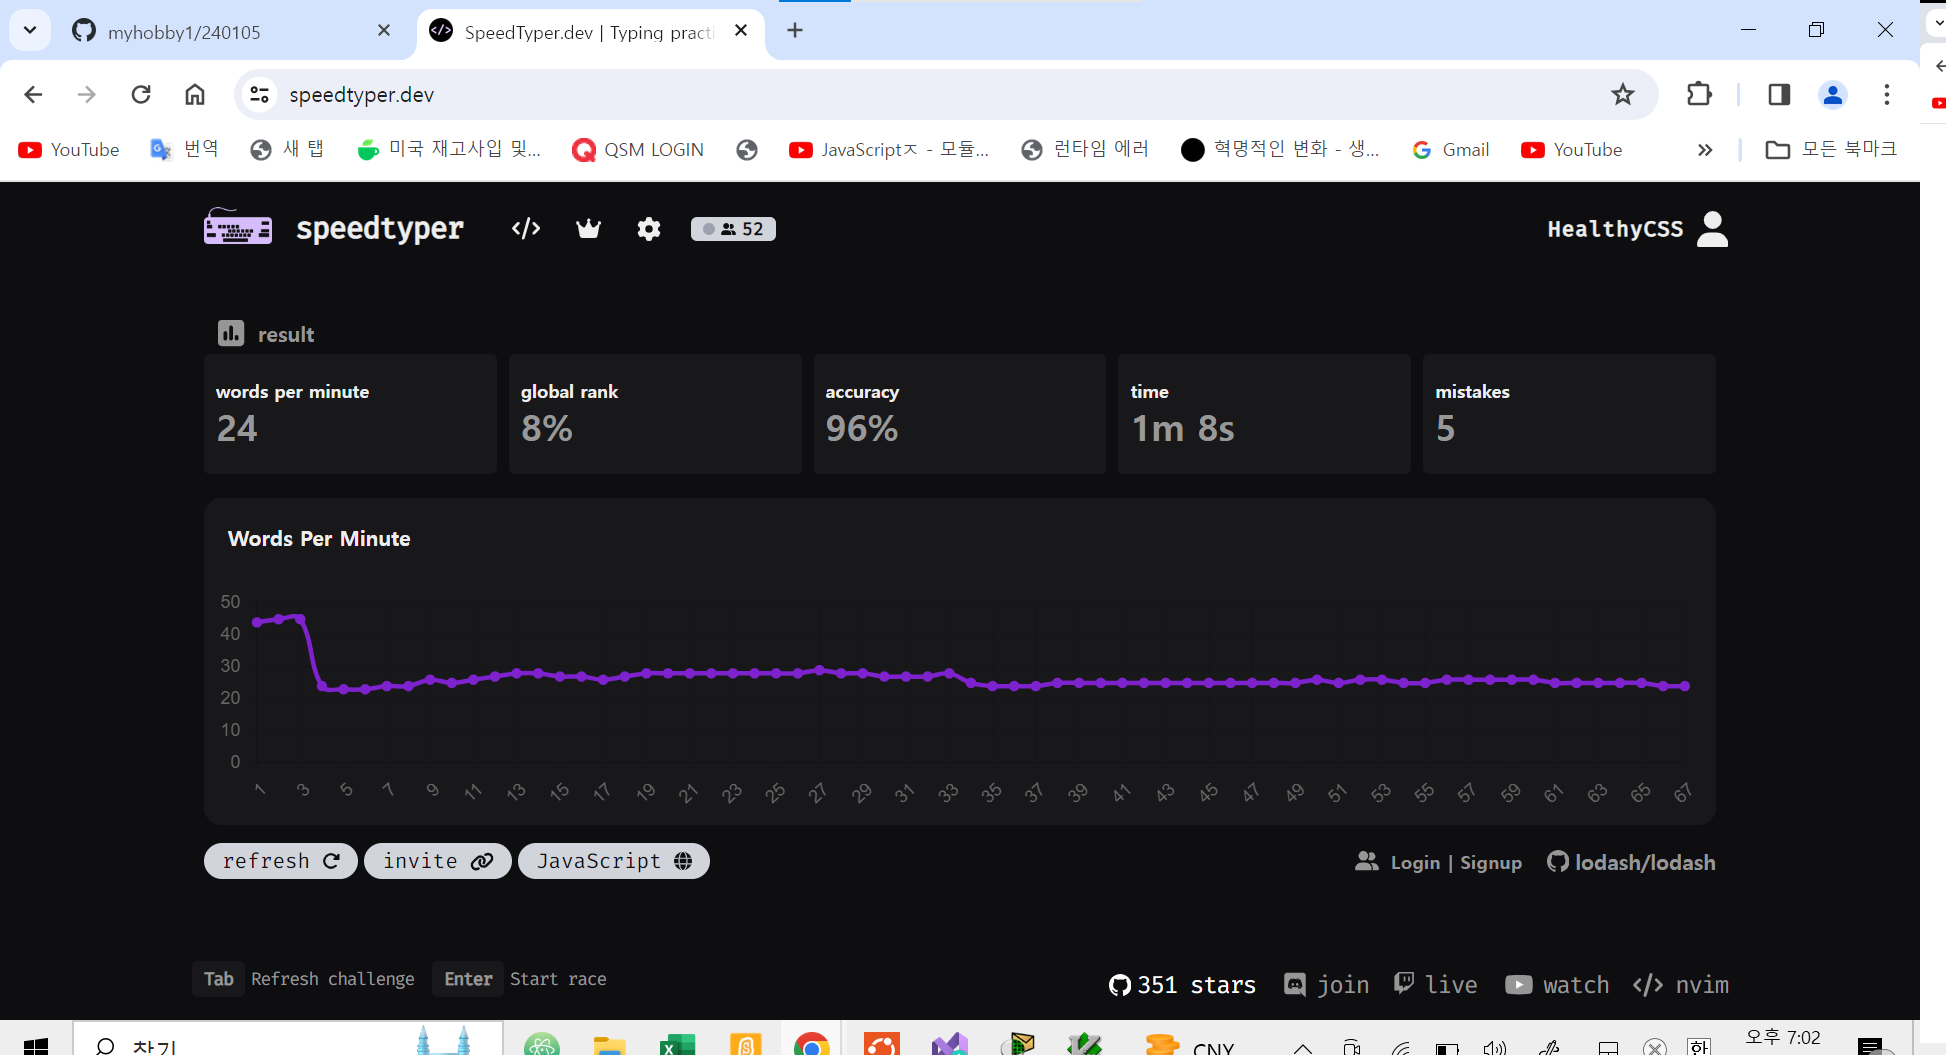 myhobby1/240105
SpeedTyper.dev | Typing practi
speedtyper.dev
YouTube 번역 새 탭 미국 재고사입 및... QSM LOGIN JavaScriptㅈ - 모듈... 런타임 에러 혁명적인 변화 - 생... Gmail YouTube » 모든 북마크
speedtyper </> 52 HealthyCSS
result
words per minute
24
global rank
8%
accuracy
96%
time
1m 8s
mistakes
5
Words Per Minute
50
40
30
20
10
0
1 3 5 7 9 11 13 15 17 19 21 23 25 27 29 31 33 35 37 39 41 43 45 47 49 51 53 55 57 59 61 63 65 67
refresh invite JavaScript Login | Signup lodash/lodash
Tab Refresh challenge Enter Start race
351 stars join live watch </> nvim
찾기 CNY 한 오후 7:02